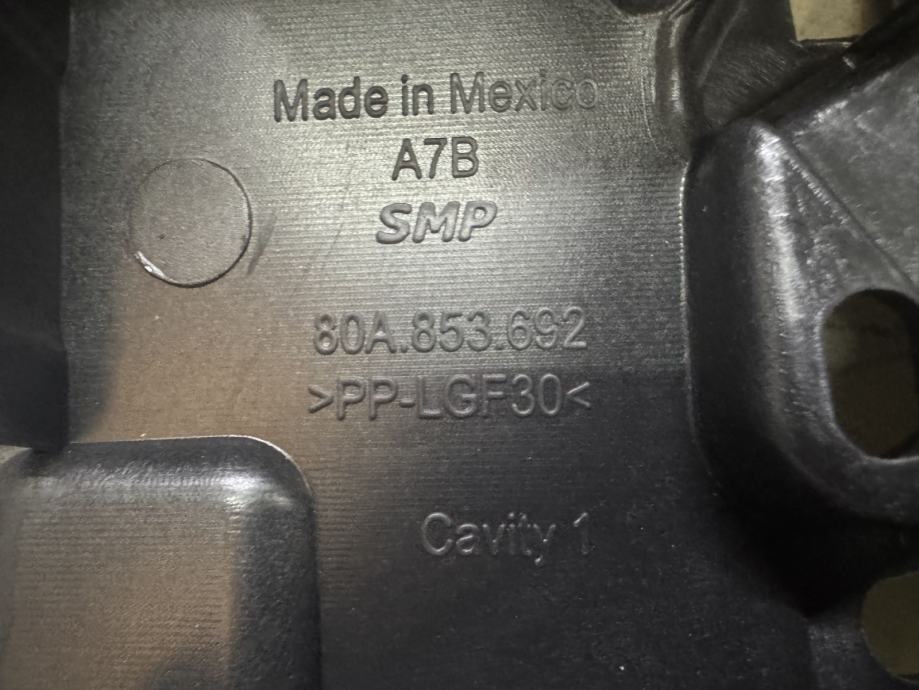 Made in Mexico
A7B
SMP
80A.853.692
>PP-LGF30<
Cavity 1